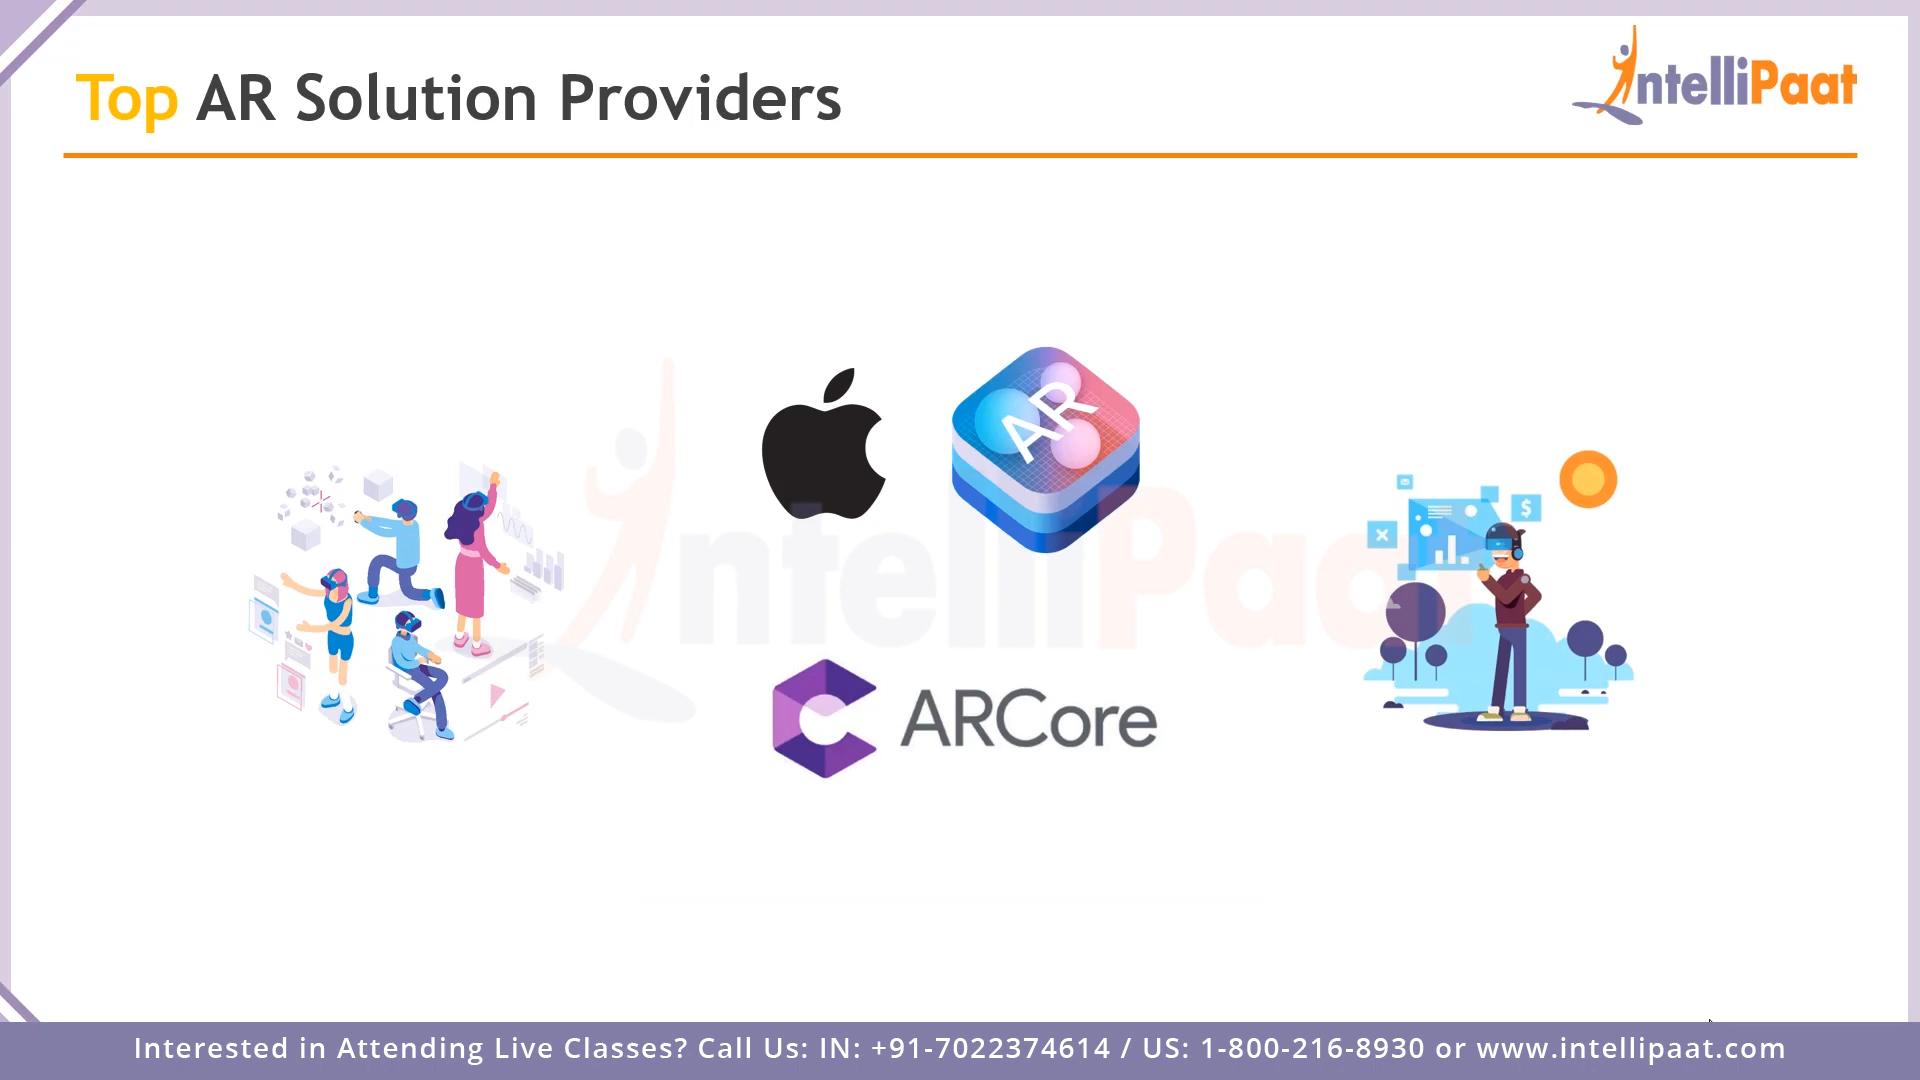 Top AR Solution Providers
IntelliPaat
AR
$
IntelliPaat
ARCore
Interested in Attending Live Classes? Call Us: IN: +91-7022374614 / US: 1-800-216-8930 or www.intellipaat.com